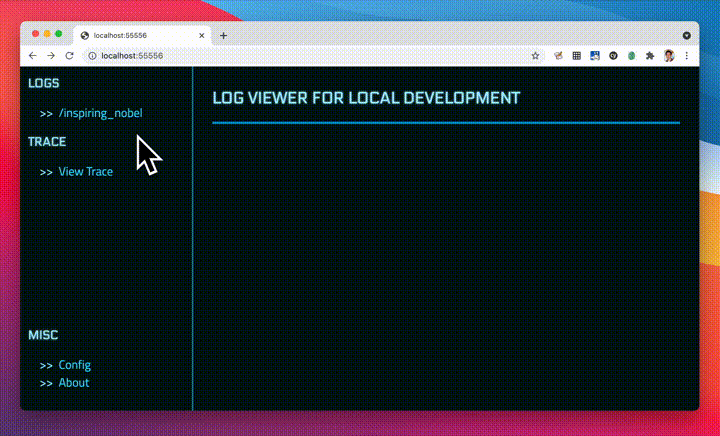 localhost:55556
localhost:55556
LOGS
>> /inspiring_nobel
TRACE
>> View Trace
MISC
>> Config
>> About
LOG VIEWER FOR LOCAL DEVELOPMENT